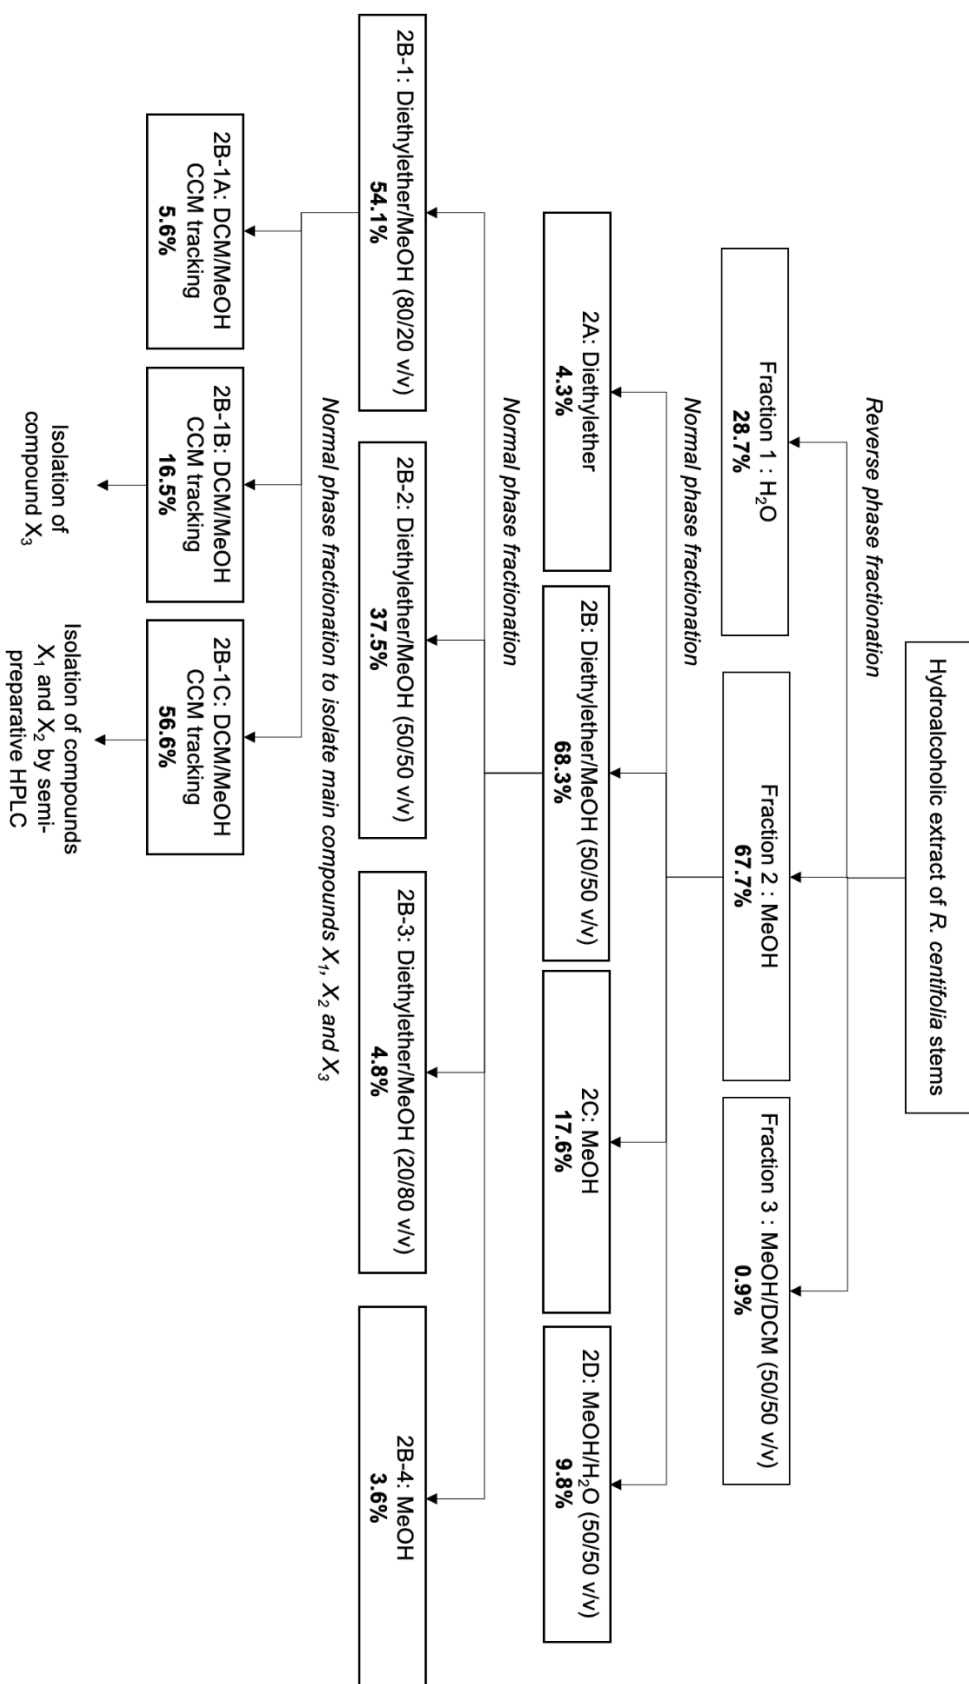 Hydroalcoholic extract of R. centifolia stems
Reverse phase fractionation
Fraction 1 : H₂O
28.7%
Fraction 2 : MeOH
67.7%
Fraction 3 : MeOH/DCM (50/50 v/v)
0.9%
Normal phase fractionation
2A: Diethylether
4.3%
2B: Diethylether/MeOH (50/50 v/v)
68.3%
2C: MeOH
17.6%
2D: MeOH/H₂O (50/50 v/v)
9.8%
Normal phase fractionation
2B-1: Diethylether/MeOH (80/20 v/v)
54.1%
2B-2: Diethylether/MeOH (50/50 v/v)
37.5%
2B-3: Diethylether/MeOH (20/80 v/v)
4.8%
2B-4: MeOH
3.6%
Normal phase fractionation to isolate main compounds X₁, X₂ and X₃
2B-1A: DCM/MeOH
CCM tracking
5.6%
2B-1B: DCM/MeOH
CCM tracking
16.5%
2B-1C: DCM/MeOH
CCM tracking
56.6%
Isolation of
compound X₃
Isolation of compounds
X₁ and X₂ by semi-
preparative HPLC